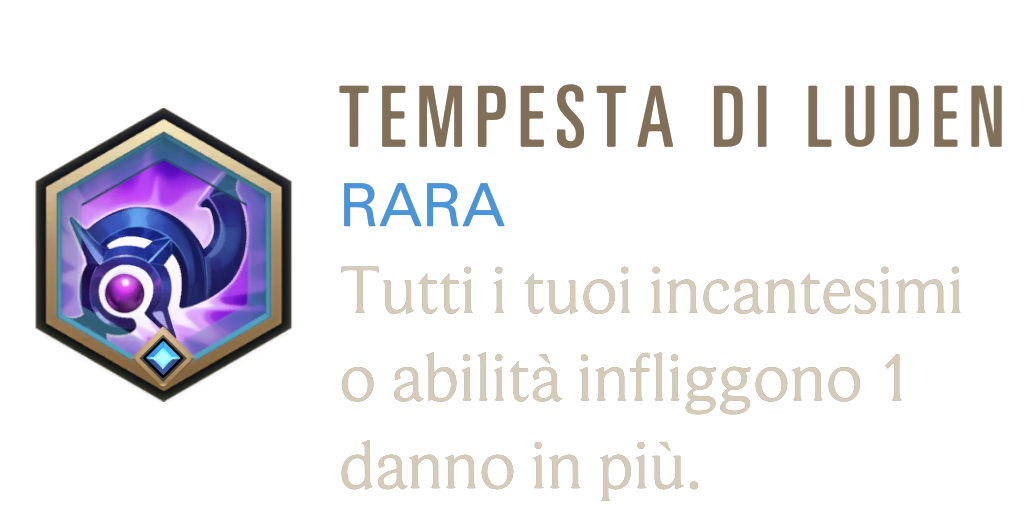 TEMPESTA DI LUDEN
RARA
Tutti i tuoi incantesimi
o abilità infliggono 1
danno in più.